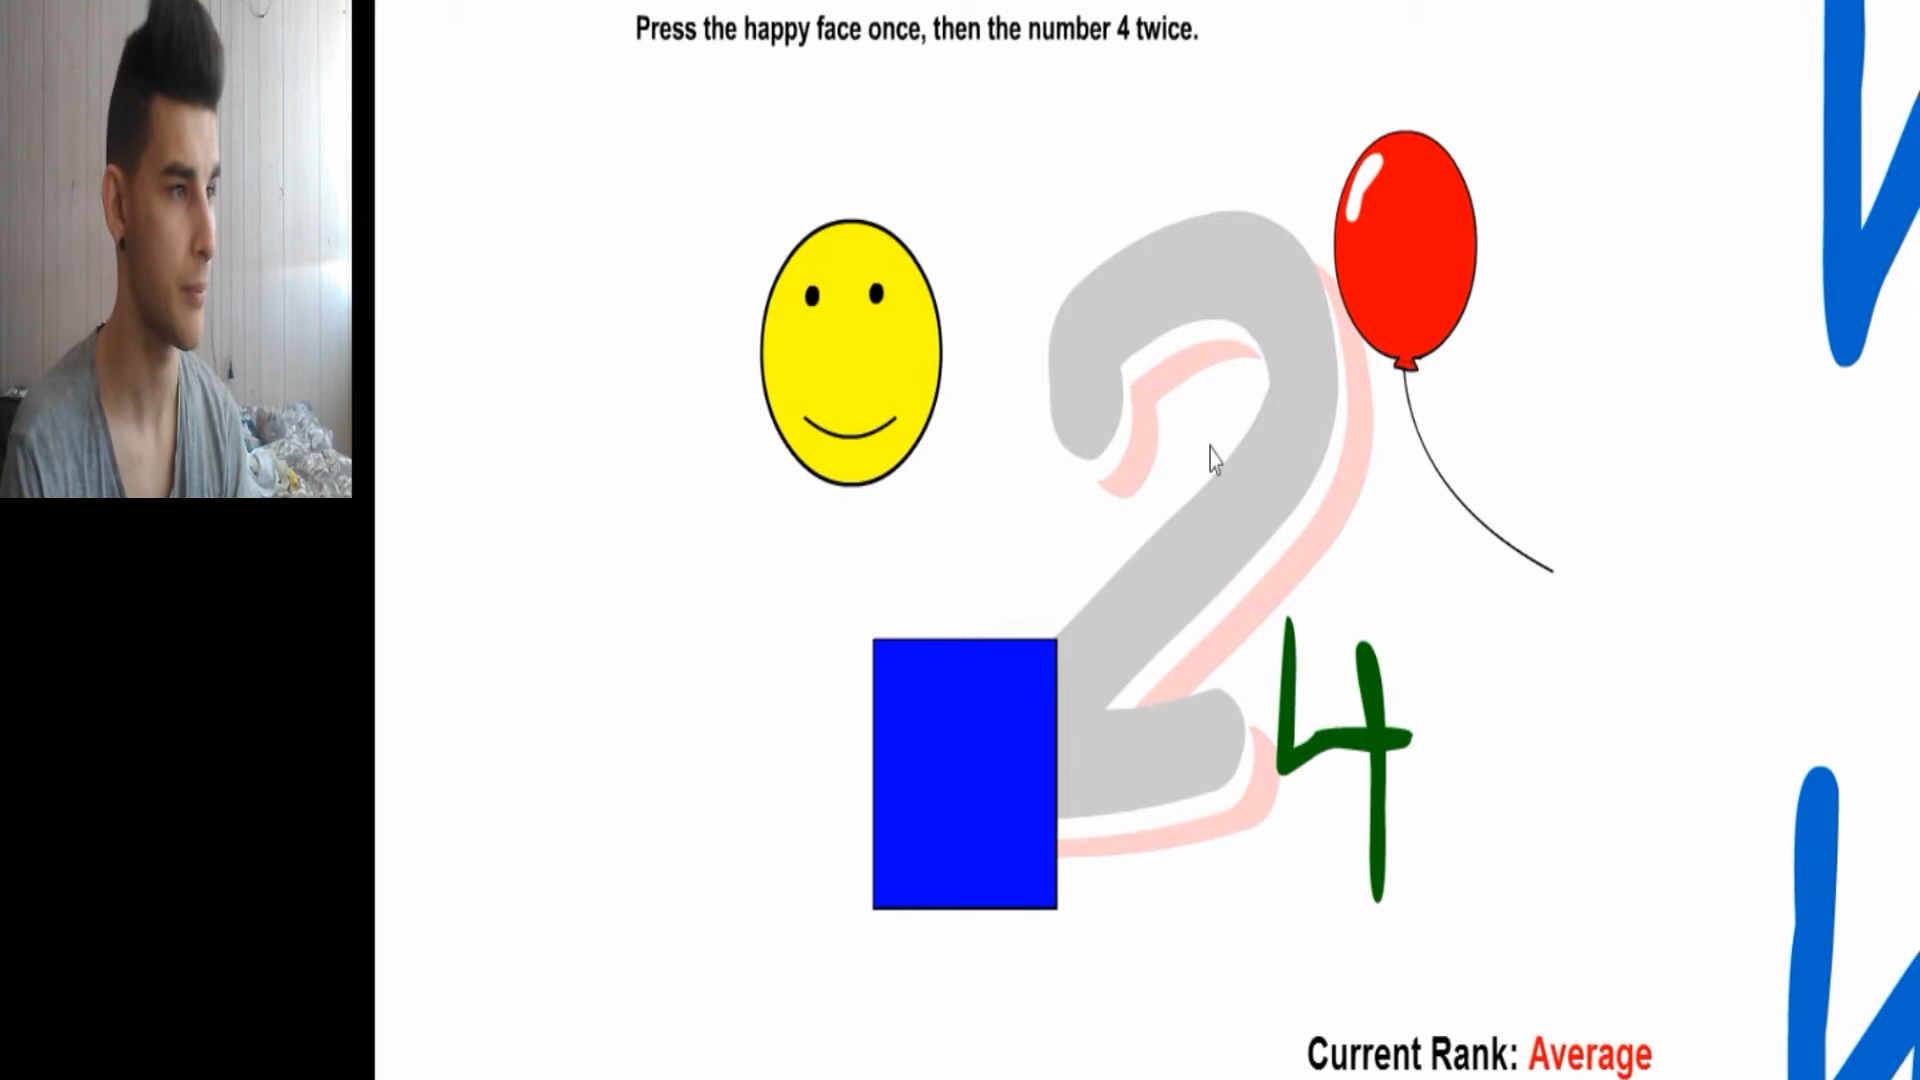 Press the happy face once, then the number 4 twice.
2
4
Current Rank: Average